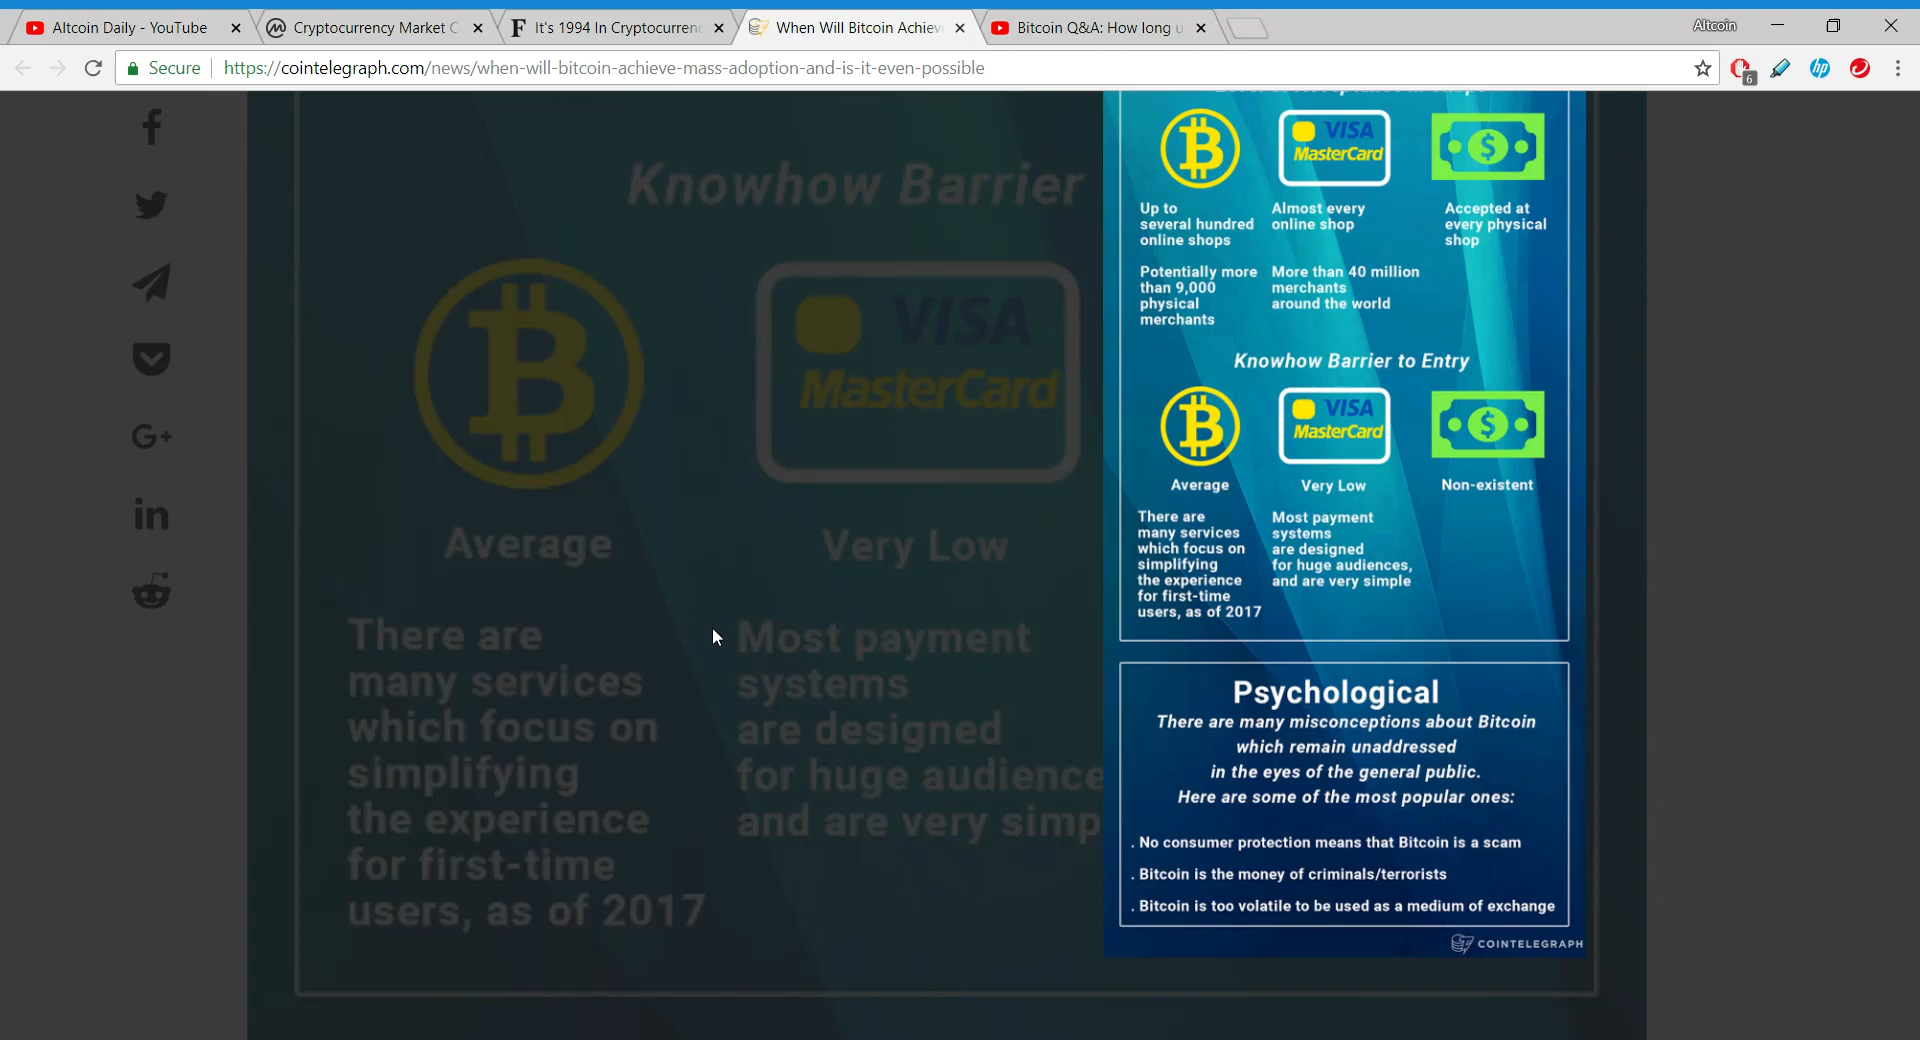 Altcoin Daily - YouTube
Cryptocurrency Market C
It's 1994 In Cryptocurrenc
When Will Bitcoin Achiev
Bitcoin Q&A: How long u
Altcoin
Secure
https://cointelegraph.com/news/when-will-bitcoin-achieve-mass-adoption-and-is-it-even-possible
6
hp
Knowhow Barrier
VISA
MasterCard
Average
Very Low
There are
many services
which focus on
simplifying
the experience
for first-time
users, as of 2017
Most payment
systems
are designed
for huge audience
and are very simp
VISA
MasterCard
Up to
several hundred
online shops
Almost every
online shop
Accepted at
every physical
shop
Potentially more
than 9,000
physical
merchants
More than 40 million
merchants
around the world
Knowhow Barrier to Entry
VISA
MasterCard
Average
Very Low
Non-existent
There are
many services
which focus on
simplifying
the experience
for first-time
users, as of 2017
Most payment
systems
are designed
for huge audiences,
and are very simple
Psychological
There are many misconceptions about Bitcoin
which remain unaddressed
in the eyes of the general public.
Here are some of the most popular ones:
. No consumer protection means that Bitcoin is a scam
. Bitcoin is the money of criminals/terrorists
. Bitcoin is too volatile to be used as a medium of exchange
COINTELEGRAPH